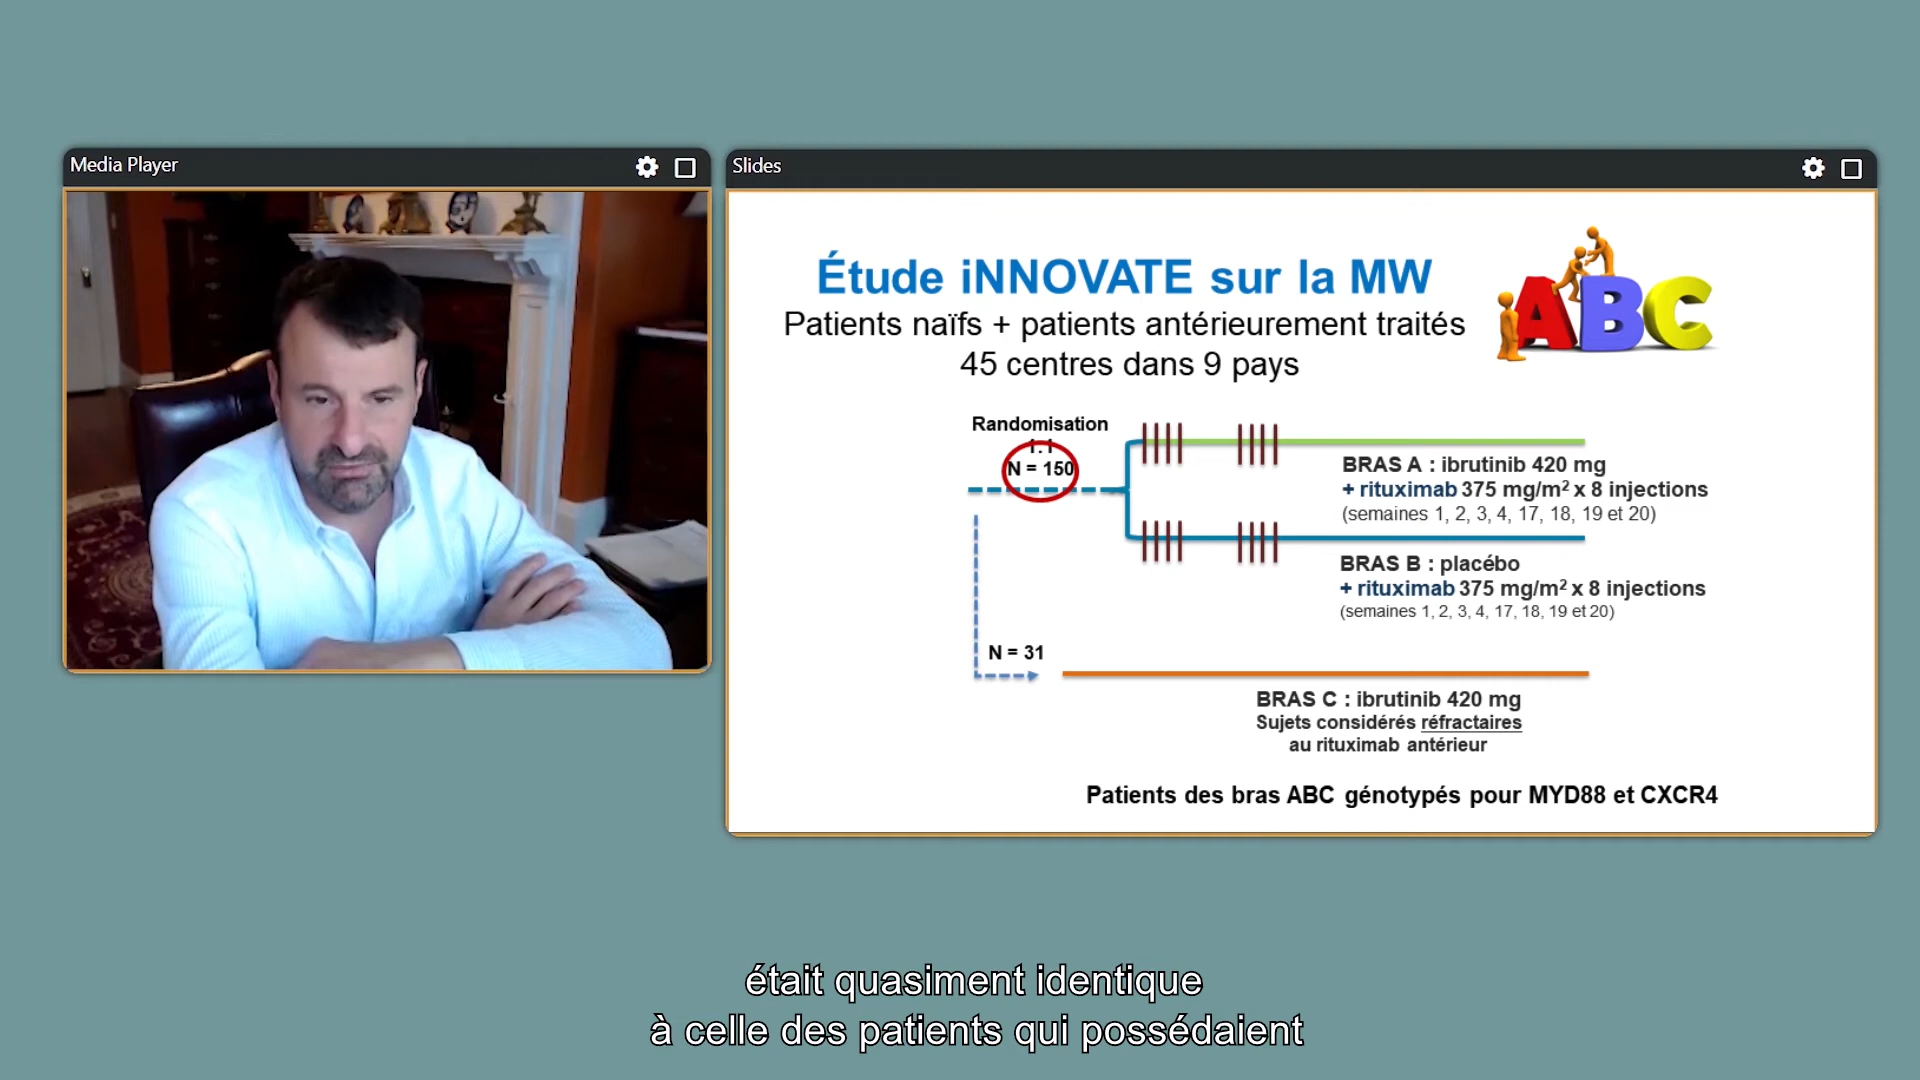 Media Player
Slides
Étude iNNOVATE sur la MW
Patients naïfs + patients antérieurement traités
45 centres dans 9 pays
ABC
Randomisation
1:1
N = 150
BRAS A : ibrutinib 420 mg
+ rituximab 375 mg/m² x 8 injections
(semaines 1, 2, 3, 4, 17, 18, 19 et 20)
BRAS B : placébo
+ rituximab 375 mg/m² x 8 injections
(semaines 1, 2, 3, 4, 17, 18, 19 et 20)
N = 31
BRAS C : ibrutinib 420 mg
Sujets considérés réfractaires
au rituximab antérieur
Patients des bras ABC génotypés pour MYD88 et CXCR4
était quasiment identique
à celle des patients qui possédaient